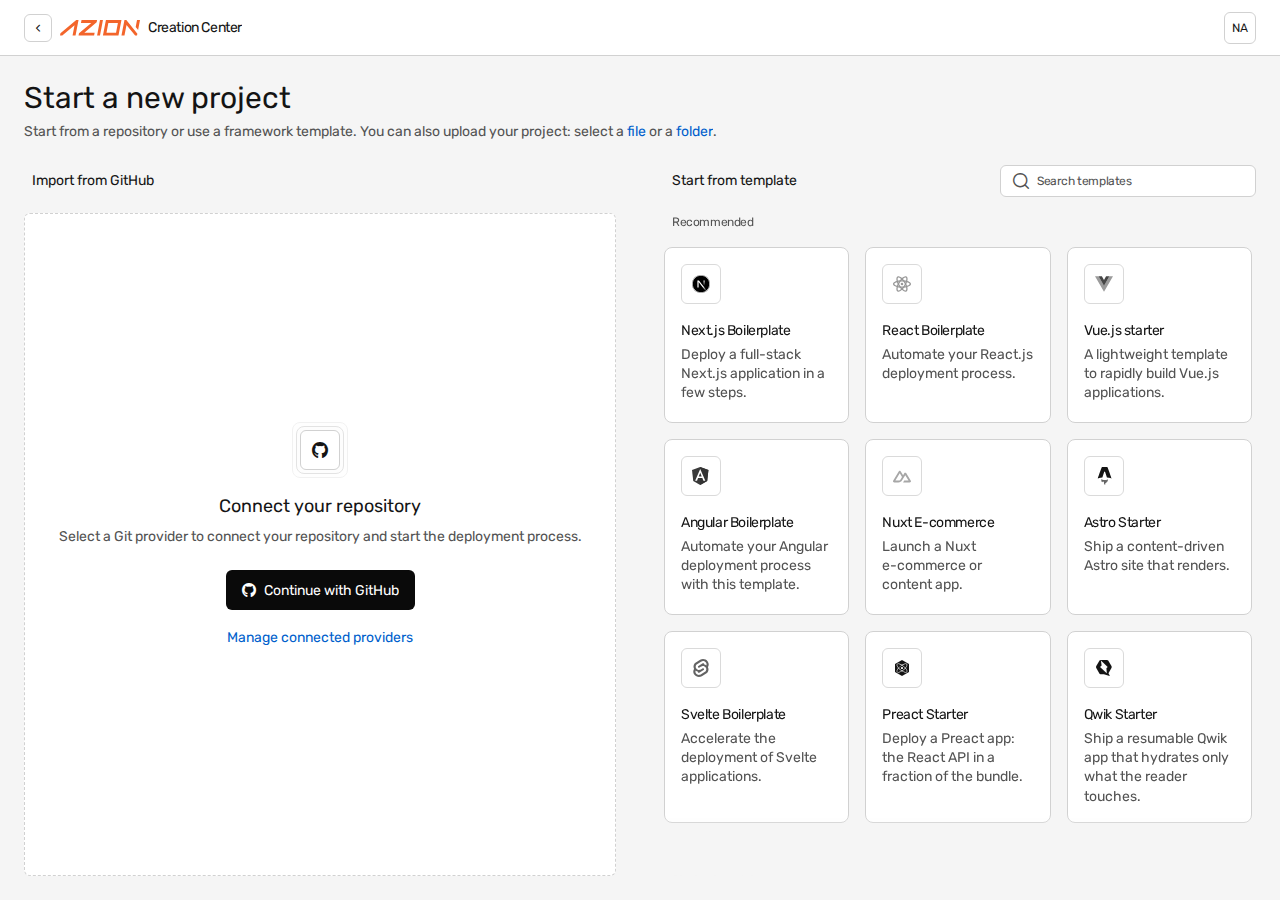 AZION Creation Center
NA
Start a new project
Start from a repository or use a framework template. You can also upload your project: select a file or a folder.
Import from GitHub
Connect your repository
Select a Git provider to connect your repository and start the deployment process.
Continue with GitHub
Manage connected providers
Start from template
Search templates
Recommended
Next.js Boilerplate
Deploy a full-stack
Next.js application in a
few steps.
React Boilerplate
Automate your React.js
deployment process.
Vue.js starter
A lightweight template
to rapidly build Vue.js
applications.
Angular Boilerplate
Automate your Angular
deployment process
with this template.
Nuxt E-commerce
Launch a Nuxt
e-commerce or
content app.
Astro Starter
Ship a content-driven
Astro site that renders.
Svelte Boilerplate
Accelerate the
deployment of Svelte
applications.
Preact Starter
Deploy a Preact app:
the React API in a
fraction of the bundle.
Qwik Starter
Ship a resumable Qwik
app that hydrates only
what the reader
touches.